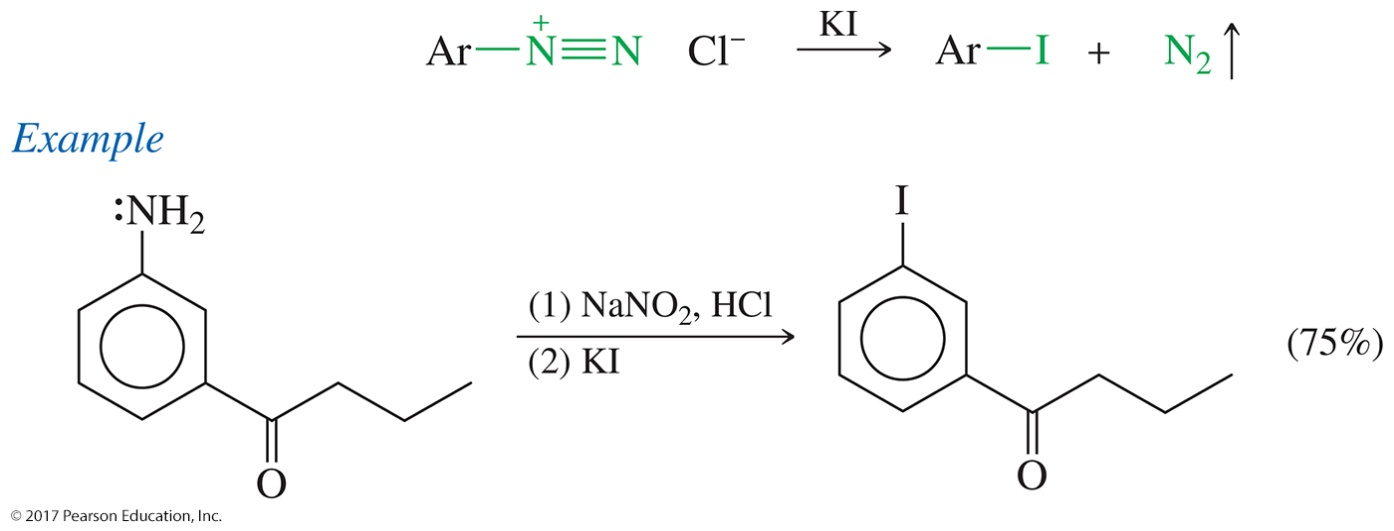 Ar—N⁺≡N Cl⁻ KI Ar—I + N₂↑
Example
:NH₂
(1) NaNO₂, HCl
(2) KI
O
I
(75%)
O
© 2017 Pearson Education, Inc.